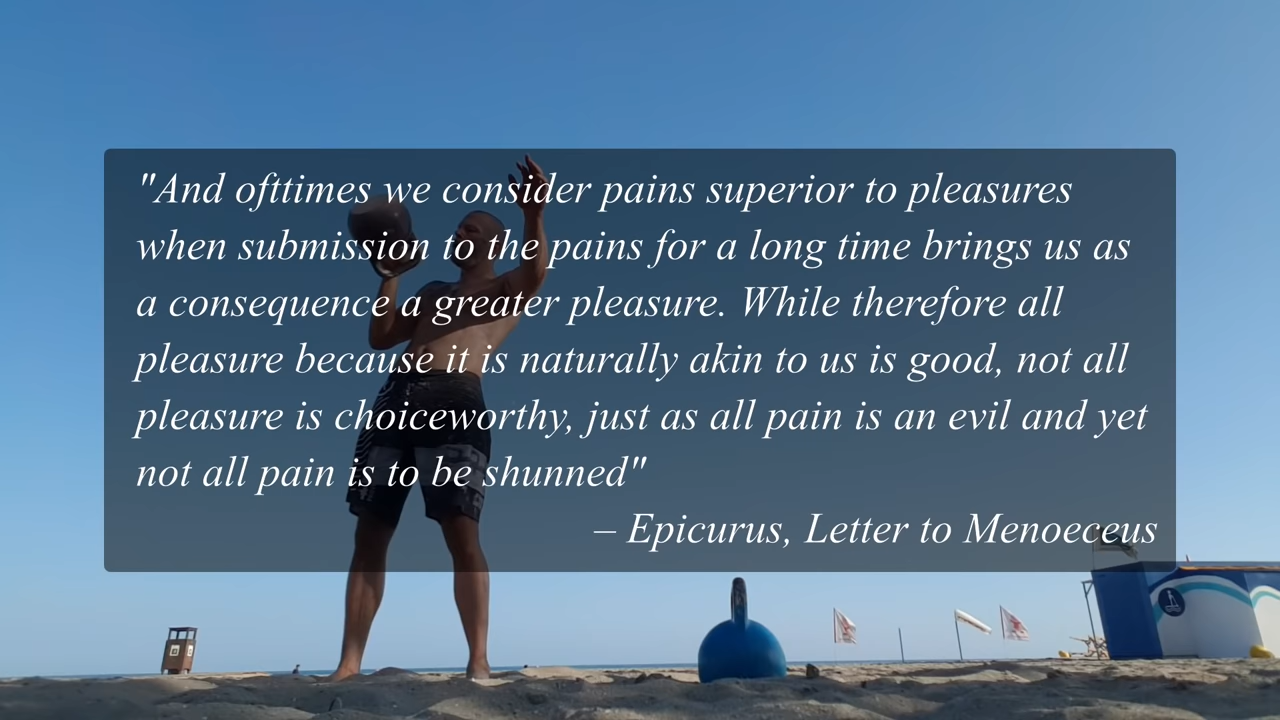 "And ofttimes we consider pains superior to pleasures
when submission to the pains for a long time brings us as
a consequence a greater pleasure. While therefore all
pleasure because it is naturally akin to us is good, not all
pleasure is choiceworthy, just as all pain is an evil and yet
not all pain is to be shunned"
– Epicurus, Letter to Menoeceus